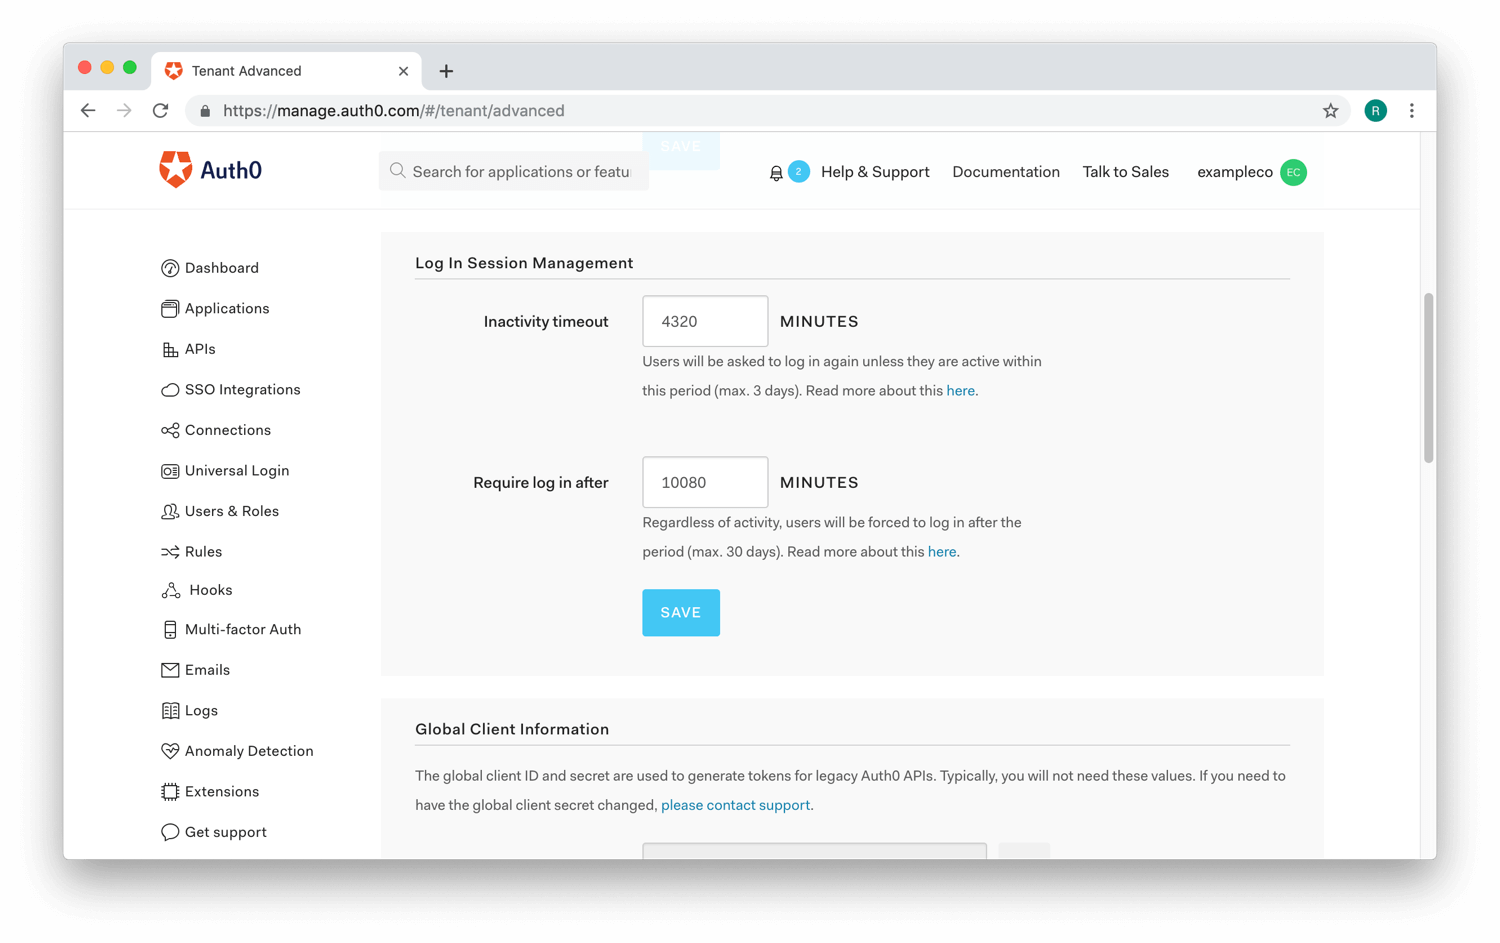 Tenant Advanced
https://manage.auth0.com/#/tenant/advanced
R
SAVE
Auth0
Search for applications or featu
2
Help & Support
Documentation
Talk to Sales
exampleco
EC
Dashboard
Applications
APIs
SSO Integrations
Connections
Universal Login
Users & Roles
Rules
Hooks
Multi-factor Auth
Emails
Logs
Anomaly Detection
Extensions
Get support
Log In Session Management
Inactivity timeout
4320
MINUTES
Users will be asked to log in again unless they are active within
this period (max. 3 days). Read more about this here.
Require log in after
10080
MINUTES
Regardless of activity, users will be forced to log in after the
period (max. 30 days). Read more about this here.
SAVE
Global Client Information
The global client ID and secret are used to generate tokens for legacy Auth0 APIs. Typically, you will not need these values. If you need to
have the global client secret changed, please contact support.